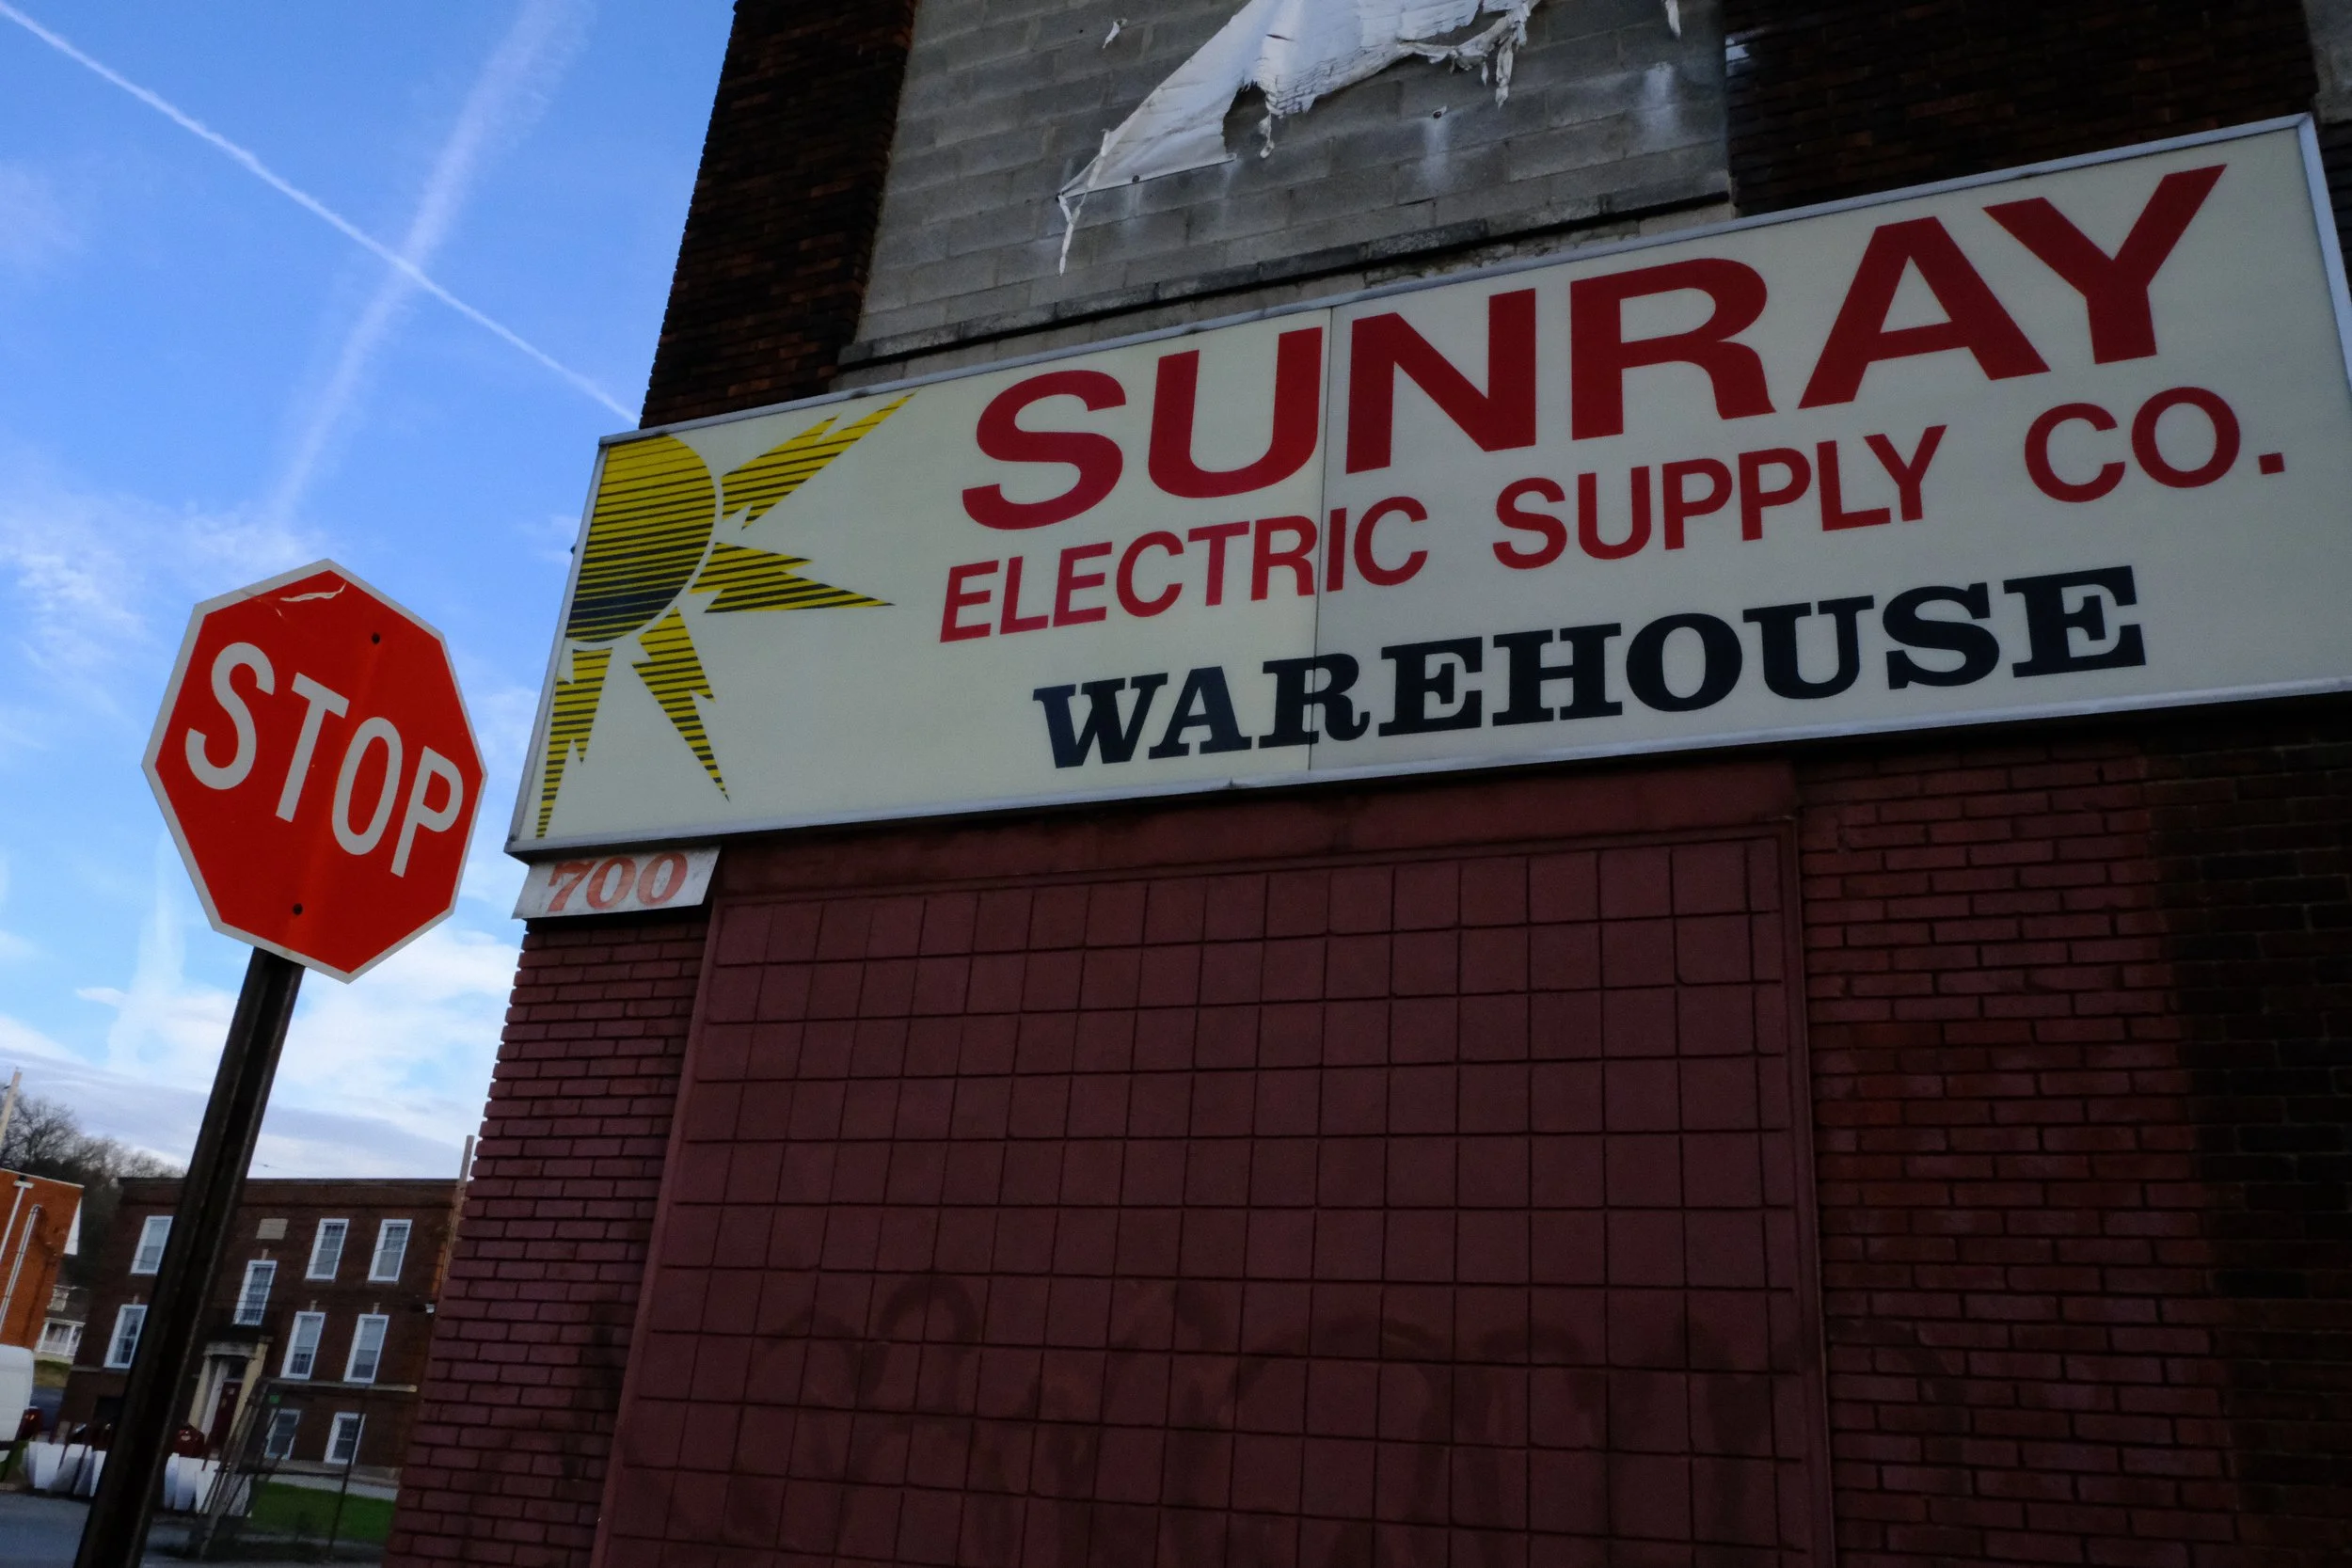 STOP
SUNRAY
ELECTRIC SUPPLY CO.
WAREHOUSE
700